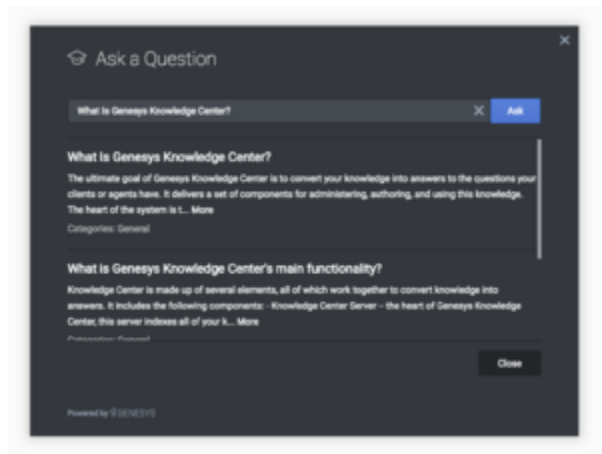 Ask a Question
What Is Genesys Knowledge Center?
Ask
What Is Genesys Knowledge Center?
The ultimate goal of Genesys Knowledge Center is to convert your knowledge into answers to the questions your
clients or agents have. It delivers a set of components for administering, authoring, and using this knowledge.
The heart of the system is t... More
Categories: General
What is Genesys Knowledge Center's main functionality?
Knowledge Center is made up of several elements, all of which work together to convert knowledge into
answers. It includes the following components: - Knowledge Center Server – the heart of Genesys Knowledge
Center, this server indexes all of your k... More
Categories: General
Close
Powered by GENESYS